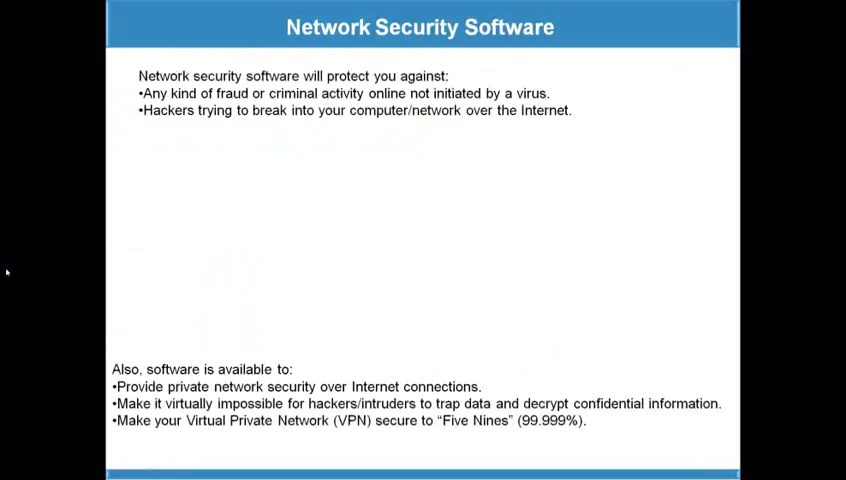 Network Security Software
Network security software will protect you against:
•Any kind of fraud or criminal activity online not initiated by a virus.
•Hackers trying to break into your computer/network over the Internet.
Also, software is available to:
•Provide private network security over Internet connections.
•Make it virtually impossible for hackers/intruders to trap data and decrypt confidential information.
•Make your Virtual Private Network (VPN) secure to “Five Nines” (99.999%).